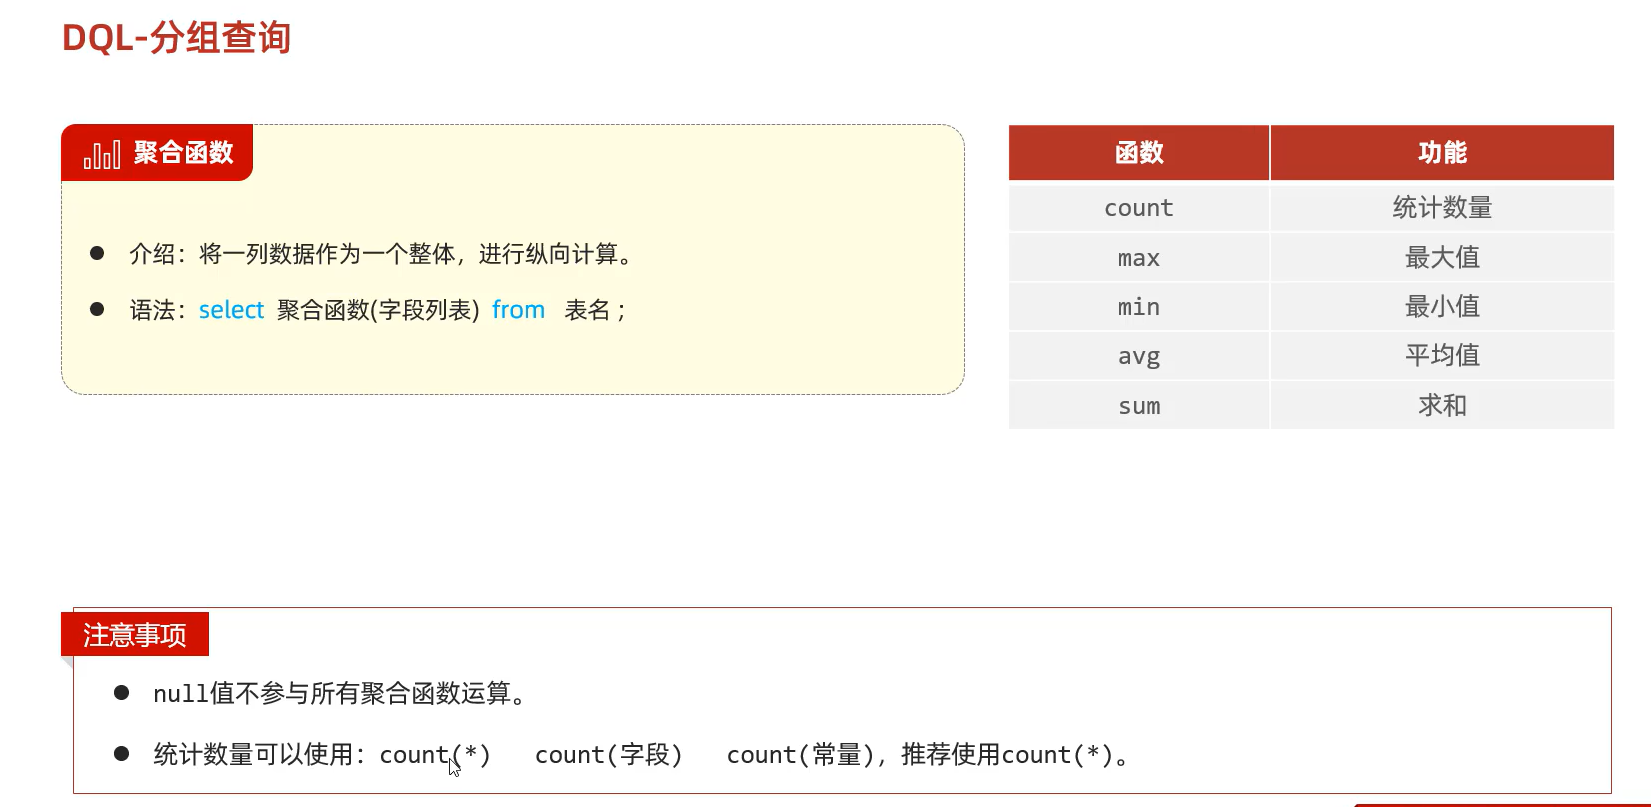 DQL-分组查询
聚合函数
介绍：将一列数据作为一个整体，进行纵向计算。
语法：select 聚合函数(字段列表) from 表名；
函数 功能
count 统计数量
max 最大值
min 最小值
avg 平均值
sum 求和
注意事项
null值不参与所有聚合函数运算。
统计数量可以使用：count(*) count(字段) count(常量)，推荐使用count(*)。